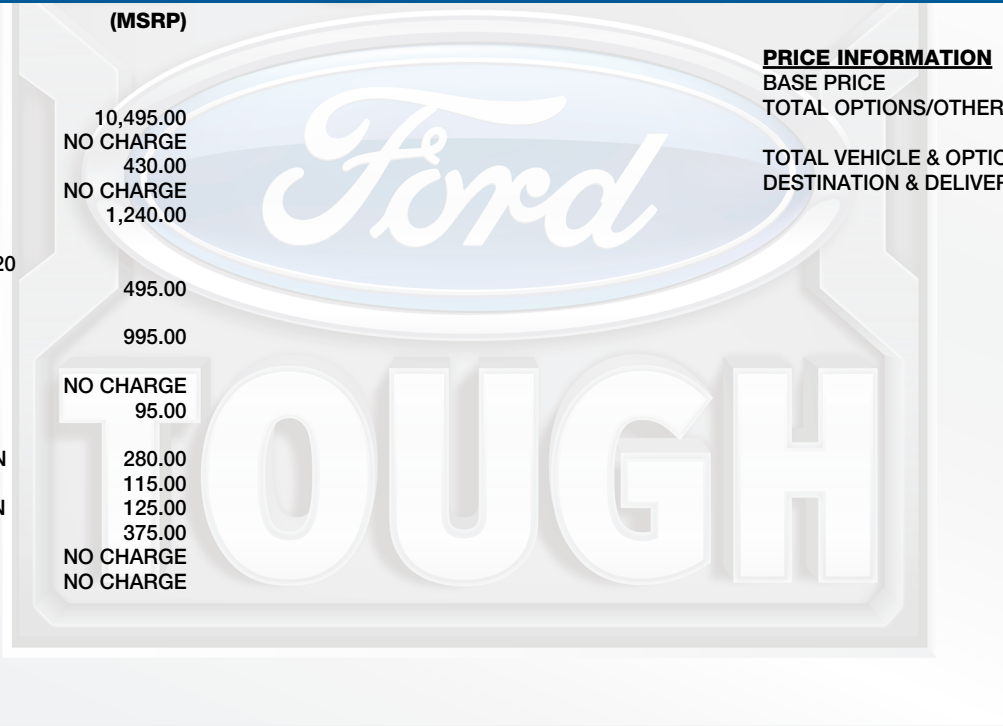 (MSRP)
PRICE INFORMATION
BASE PRICE
TOTAL OPTIONS/OTHER
TOTAL VEHICLE & OPTIO
DESTINATION & DELIVER
10,495.00
NO CHARGE
430.00
NO CHARGE
1,240.00
20
495.00
995.00
NO CHARGE
95.00
N 280.00
115.00
N 125.00
375.00
NO CHARGE
NO CHARGE
Ford
TOUGH